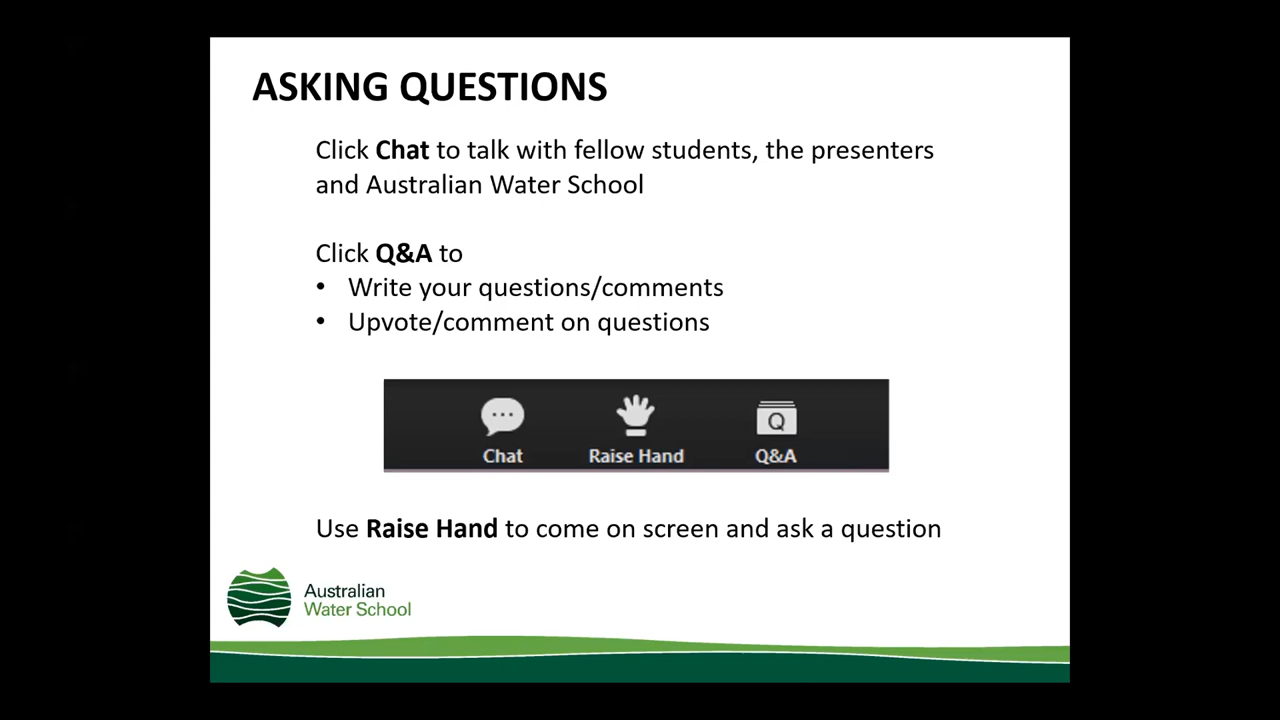 ASKING QUESTIONS
Click Chat to talk with fellow students, the presenters
and Australian Water School
Click Q&A to
• Write your questions/comments
• Upvote/comment on questions
Chat Raise Hand Q&A
Use Raise Hand to come on screen and ask a question
Australian
Water School